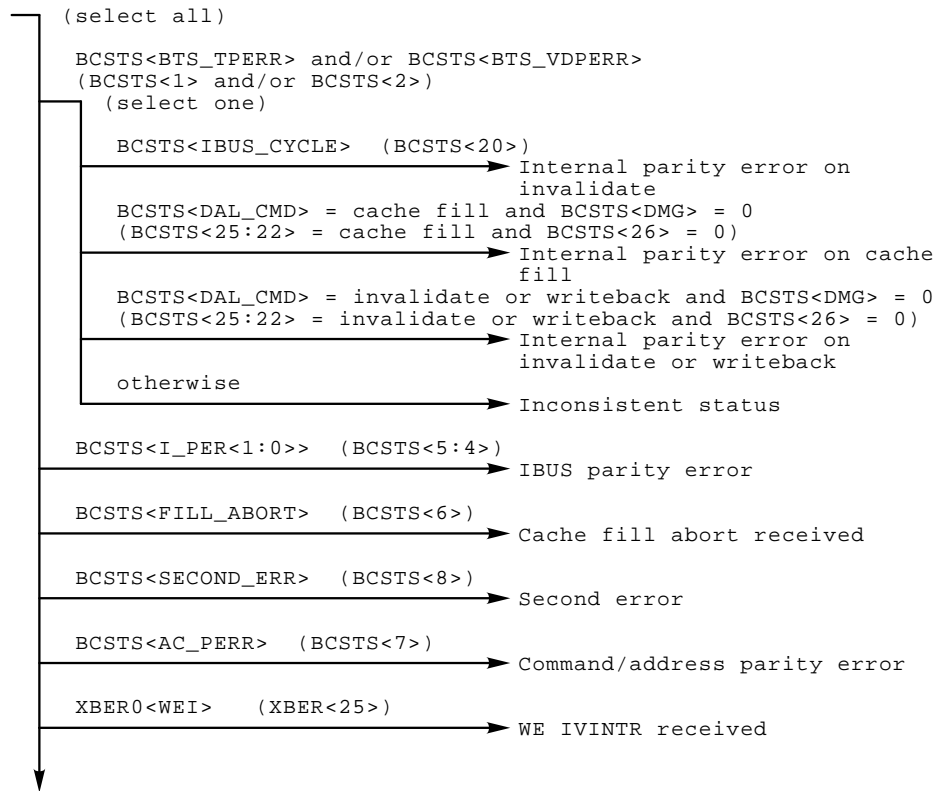 (select all)
BCSTS<BTS_TPERR> and/or BCSTS<BTS_VDPERR>
(BCSTS<1> and/or BCSTS<2>)
(select one)
BCSTS<IBUS_CYCLE> (BCSTS<20>)
Internal parity error on
invalidate
BCSTS<DAL_CMD> = cache fill and BCSTS<DMG> = 0
(BCSTS<25:22> = cache fill and BCSTS<26> = 0)
Internal parity error on cache
fill
BCSTS<DAL_CMD> = invalidate or writeback and BCSTS<DMG> = 0
(BCSTS<25:22> = invalidate or writeback and BCSTS<26> = 0)
Internal parity error on
invalidate or writeback
otherwise
Inconsistent status
BCSTS<I_PER<1:0>> (BCSTS<5:4>)
IBUS parity error
BCSTS<FILL_ABORT> (BCSTS<6>)
Cache fill abort received
BCSTS<SECOND_ERR> (BCSTS<8>)
Second error
BCSTS<AC_PERR> (BCSTS<7>)
Command/address parity error
XBER0<WEI> (XBER<25>)
WE IVINTR received